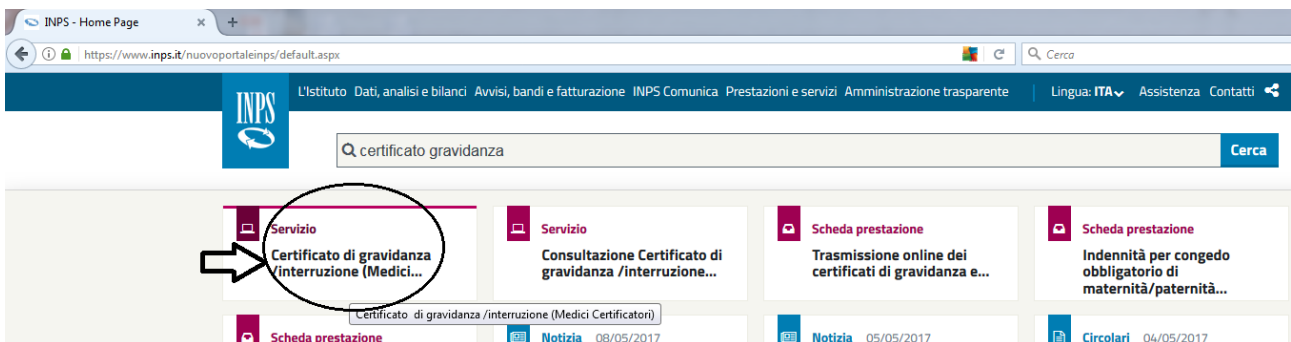 INPS - Home Page
https://www.inps.it/nuovoportaleinps/default.aspx
Cerca
INPS
L'Istituto Dati, analisi e bilanci Avvisi, bandi e fatturazione INPS Comunica Prestazioni e servizi Amministrazione trasparente
Lingua: ITA Assistenza Contatti
certificato gravidanza
Cerca
Servizio
Certificato di gravidanza
/interruzione (Medici...
Servizio
Consultazione Certificato di
gravidanza /interruzione...
Scheda prestazione
Trasmissione online dei
certificati di gravidanza e...
Scheda prestazione
Indennità per congedo
obbligatorio di
maternità/paternità...
Certificato di gravidanza /interruzione (Medici Certificatori)
Scheda prestazione
Notizia 08/05/2017
Notizia 05/05/2017
Circolari 04/05/2017